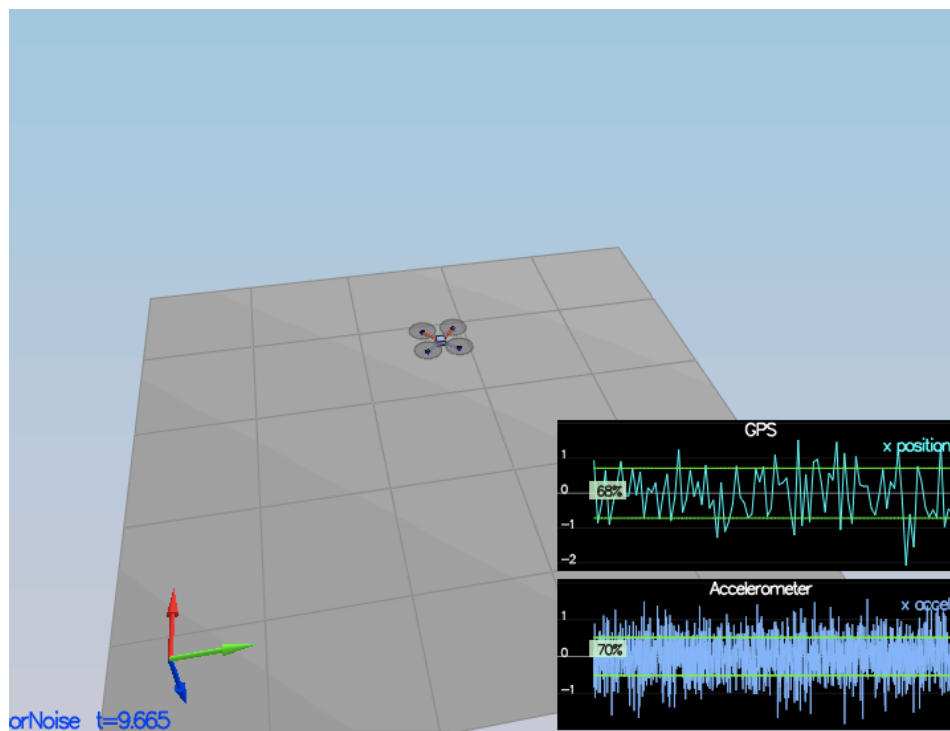 GPS
x position
1
0
68%
-1
-2
Accelerometer
x accel
1
0
70%
-1
orNoise t=9.665